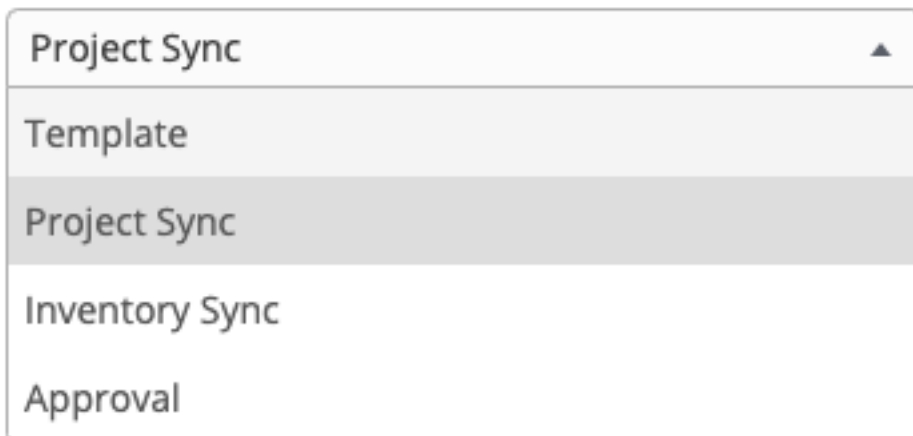 Project Sync
Template
Project Sync
Inventory Sync
Approval